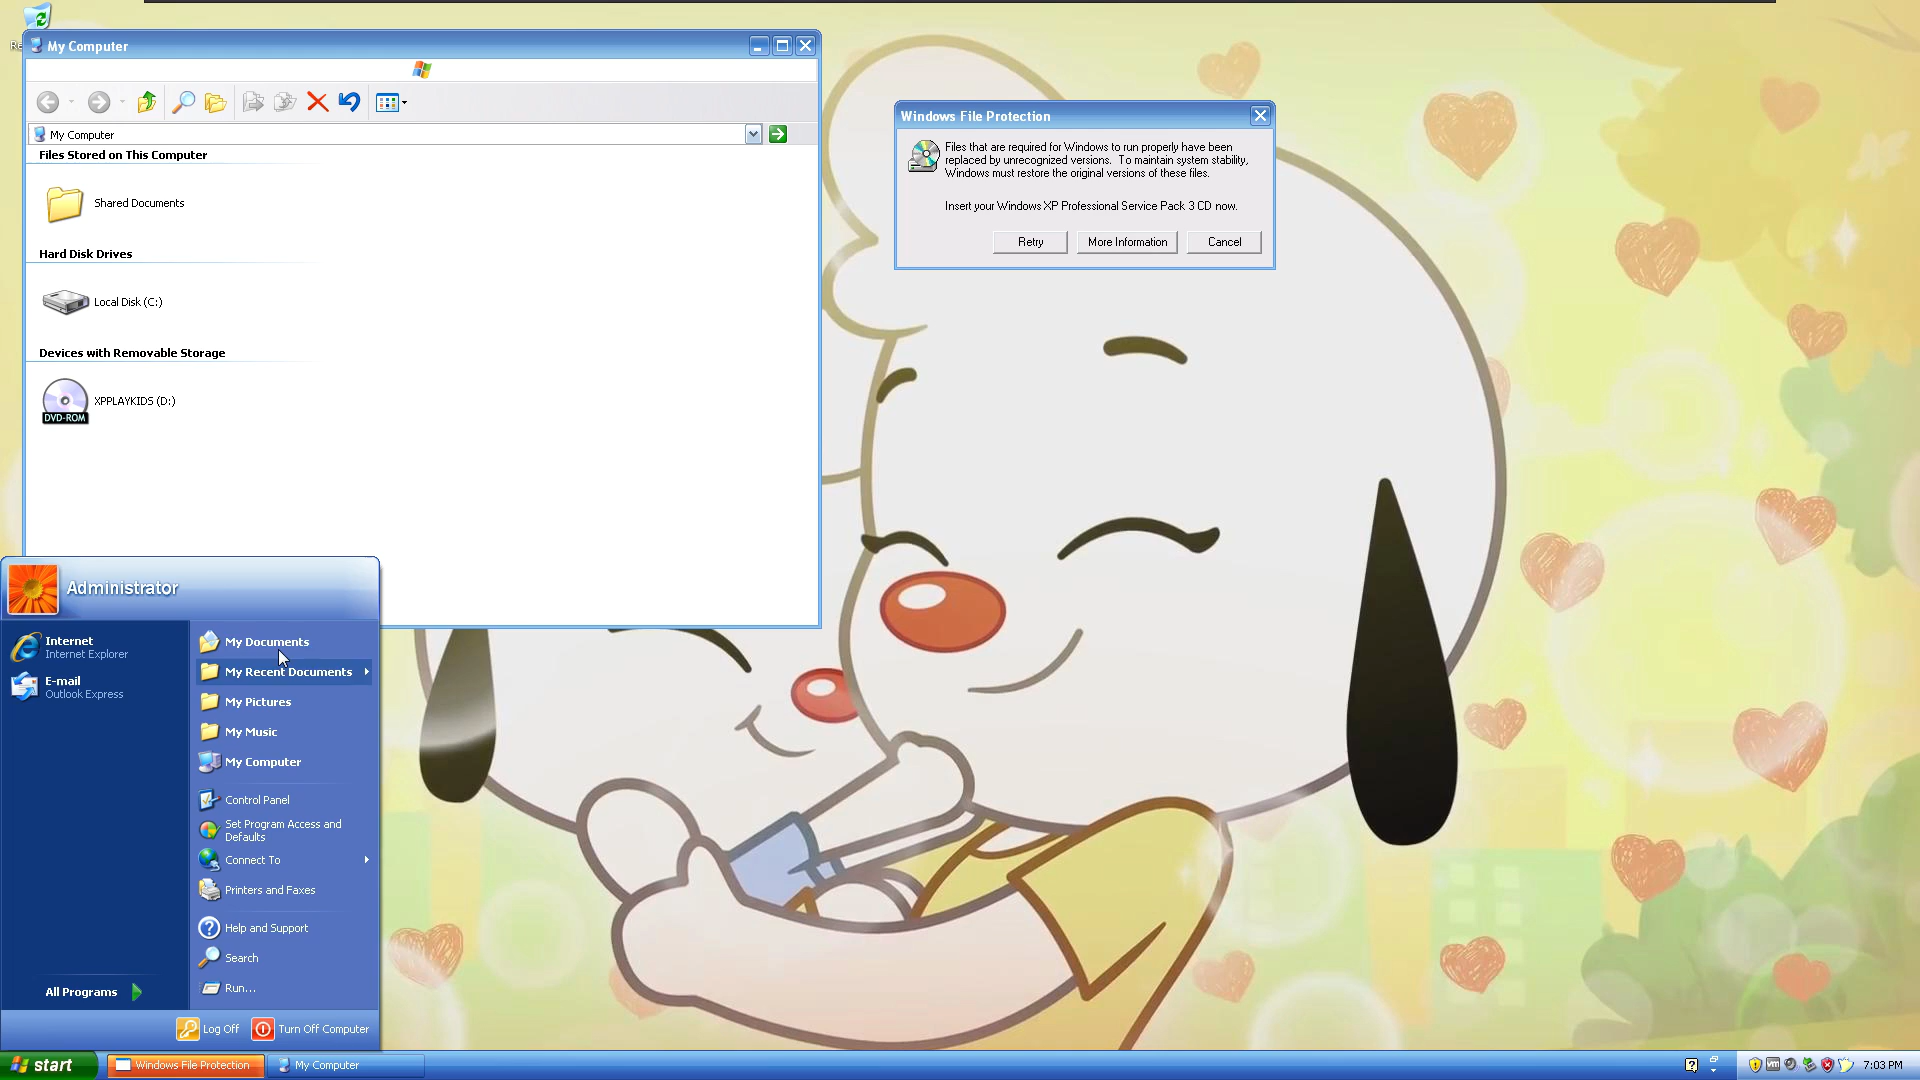 My Computer
My Computer
Files Stored on This Computer
Shared Documents
Hard Disk Drives
Local Disk (C:)
Devices with Removable Storage
DVD-ROM
XPPLAYKIDS (D:)
Windows File Protection
Files that are required for Windows to run properly have been
replaced by unrecognized versions. To maintain system stability,
Windows must restore the original versions of these files.
Insert your Windows XP Professional Service Pack 3 CD now.
Retry
More Information
Cancel
Administrator
Internet
Internet Explorer
E-mail
Outlook Express
All Programs
My Documents
My Recent Documents
My Pictures
My Music
My Computer
Control Panel
Set Program Access and
Defaults
Connect To
Printers and Faxes
Help and Support
Search
Run...
Log Off
Turn Off Computer
start
Windows File Protection
My Computer
7:03 PM